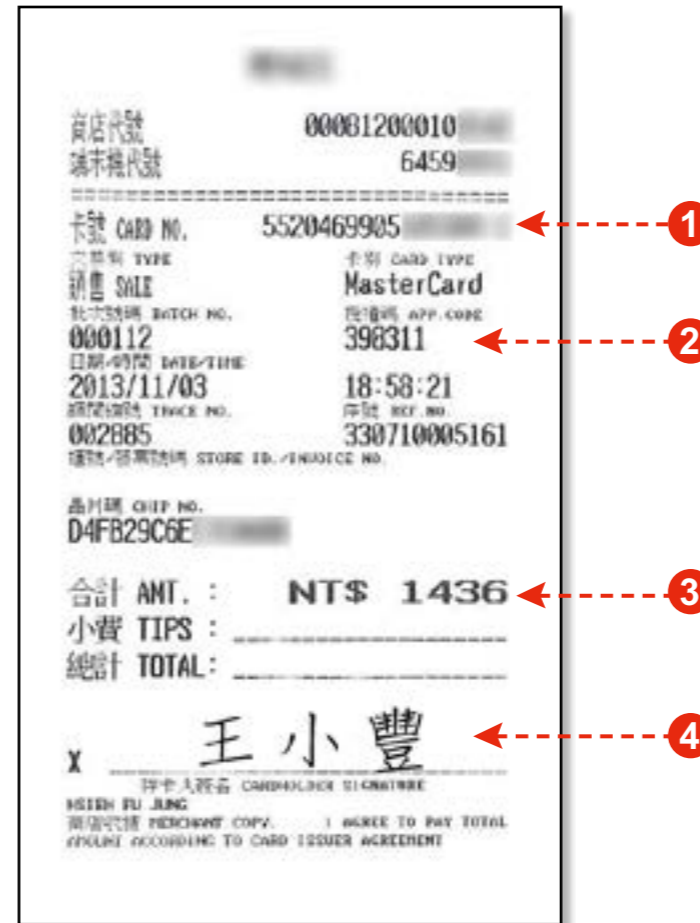 商店代號 00081200010
端末機代號 6459
==================================
卡號 CARD NO. 5520469905 1
交易別 TYPE 卡別 CARD TYPE
銷售 SALE MasterCard
批次號碼 BATCH NO. 授權碼 APP.CODE
000112 398311 2
日期/時間 DATE/TIME
2013/11/03 18:58:21
調閱編號 TRACE NO. 序號 REF.NO.
002885 330710005161
櫃號/發票號碼 STORE ID./INVOICE NO.
晶片碼 CHIP NO.
D4FB29C6E
合計 AMT. : NT$ 1436 3
小費 TIPS :
總計 TOTAL:
X 王小豐 4
持卡人簽名 CARDHOLDER SIGNATURE
HSIEH FU JUNG
商店收據 MERCHANT COPY. I AGREE TO PAY TOTAL
AMOUNT ACCORDING TO CARD ISSUER AGREEMENT